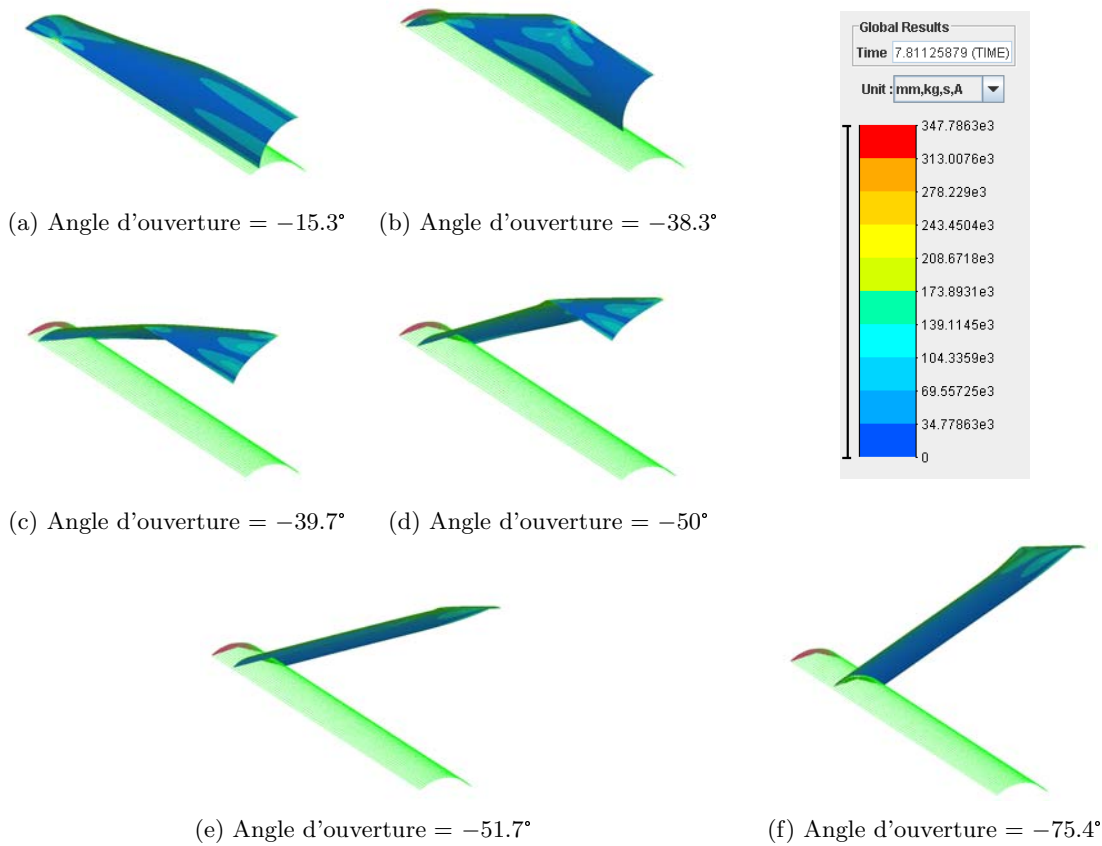 Global Results
Time 7.81125879 (TIME)
Unit : mm,kg,s,A
347.7863e3
313.0076e3
278.229e3
243.4504e3
208.6718e3
173.8931e3
139.1145e3
104.3359e3
69.55725e3
34.77863e3
0
(a) Angle d'ouverture = −15.3°
(b) Angle d'ouverture = −38.3°
(c) Angle d'ouverture = −39.7°
(d) Angle d'ouverture = −50°
(e) Angle d'ouverture = −51.7°
(f) Angle d'ouverture = −75.4°